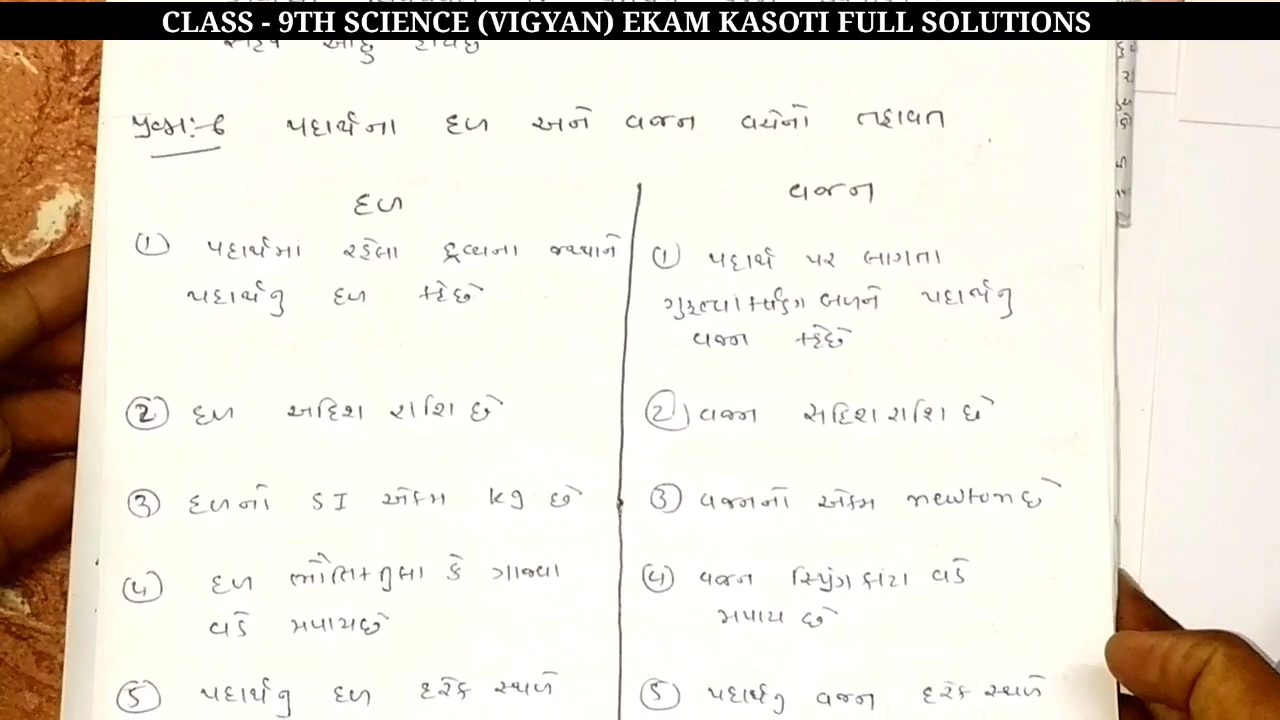 CLASS - 9TH SCIENCE (VIGYAN) EKAM KASOTI FULL SOLUTIONS
પ્રશ્ન:-6 પદાર્થના દળ અને વજન વચેનો તફાવત
દળ
① પદાર્થમાં રહેલા દ્રવ્યના જથ્થાને
પદાર્થનુ દળ કહેછે
② દળ અદિશ રાશિ છે
③ દળનો SI એકમ kg છે
④ દળ ભૌતિકતુલા કે
વડે મપાયછે
⑤ પદાર્થનુ દળ દરેક સ્થળે
વજન
① પદાર્થ પર લાગતા
ગુરુત્વાકર્ષણ બળને પદાર્થનુ
વજન કહેછે
② વજન સદિશ રાશિ છે
③ વજનનો એકમ newton છે
④ વજન સ્પ્રિંગકાંટા વડે
મપાય છે
⑤ પદાર્થનુ વજન દરેક સ્થળે